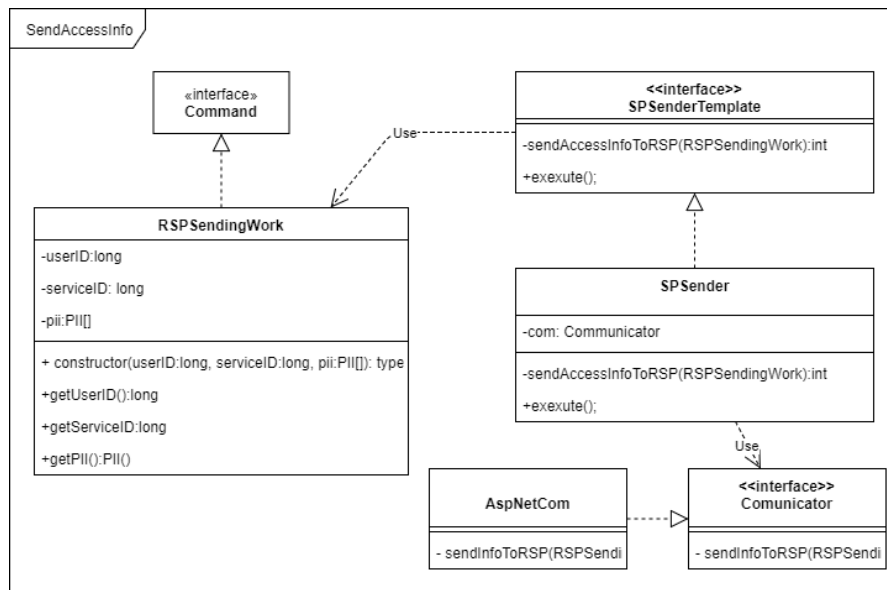 SendAccessInfo
«interface»
Command
<<interface>>
SPSenderTemplate
-sendAccessInfoToRSP(RSPSendingWork):int
+exexute();
Use
RSPSendingWork
-userID:long
-serviceID: long
-pii:PII[]
+ constructor(userID:long, serviceID:long, pii:PII[]): type
+getUserID():long
+getServiceID:long
+getPII():PII()
SPSender
-com: Communicator
-sendAccessInfoToRSP(RSPSendingWork):int
+exexute();
Use
AspNetCom
- sendInfoToRSP(RSPSendi
<<interface>>
Comunicator
- sendInfoToRSP(RSPSendi